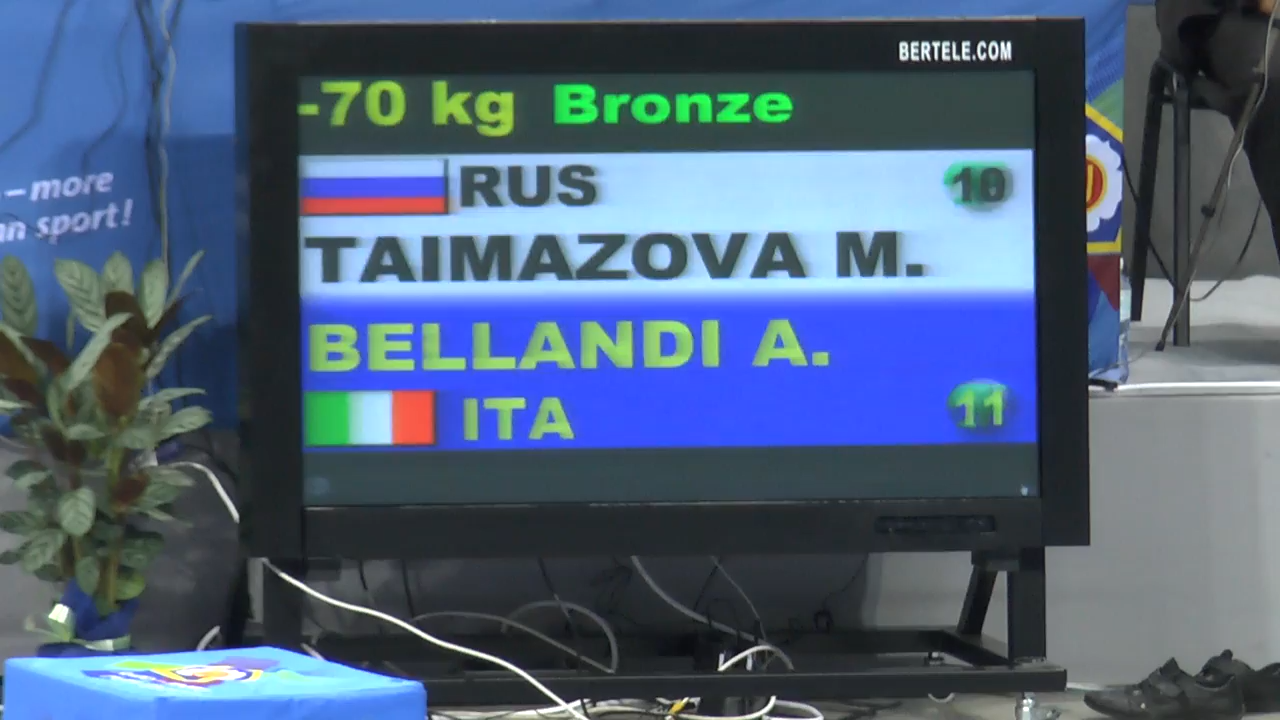 BERTELE.COM
-70 kg Bronze
RUS 10
TAIMAZOVA M.
BELLANDI A.
ITA 11
– more
sport!